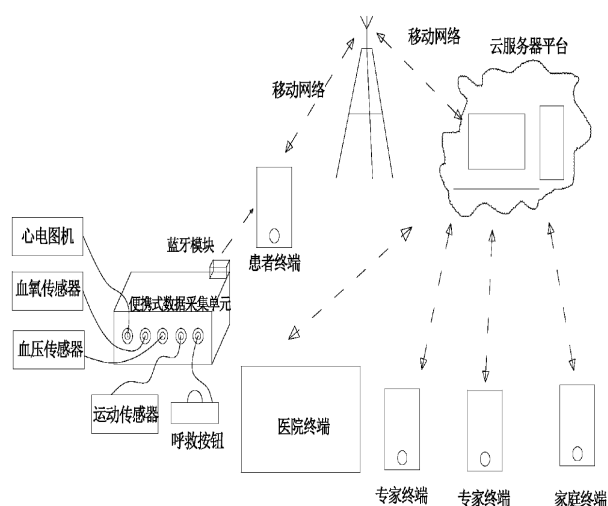 移动网络
云服务器平台
移动网络
心电图机
蓝牙模块
患者终端
血氧传感器
便携式数据采集单元
血压传感器
运动传感器
呼救按钮
医院终端
专家终端
专家终端
家庭终端